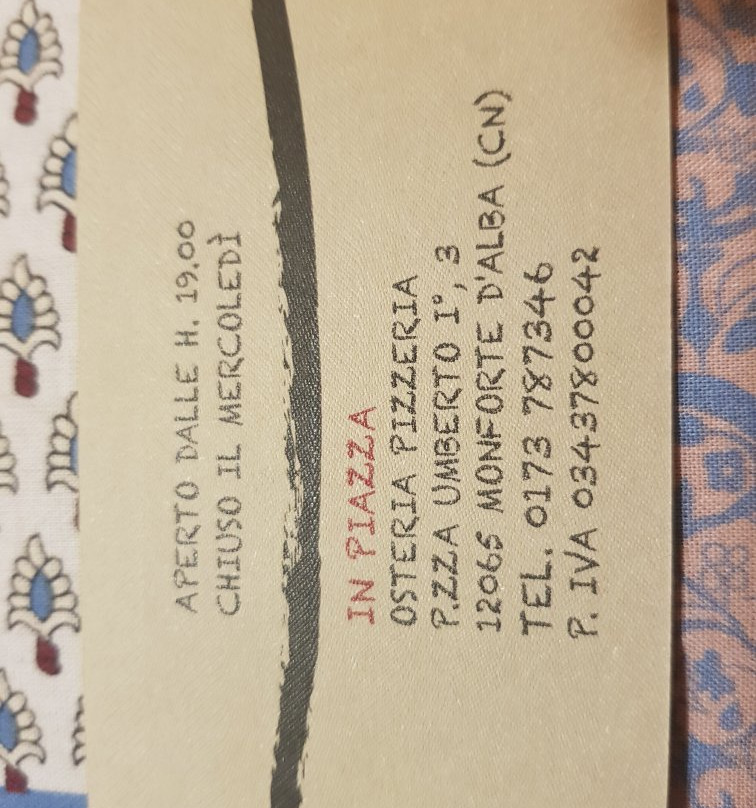 APERTO DALLE H. 19.00
CHIUSO IL MERCOLEDÌ
IN PIAZZA
OSTERIA PIZZERIA
P.ZZA UMBERTO I°, 3
12065 MONFORTE D'ALBA (CN)
TEL. 0173 787346
P. IVA 03437800042